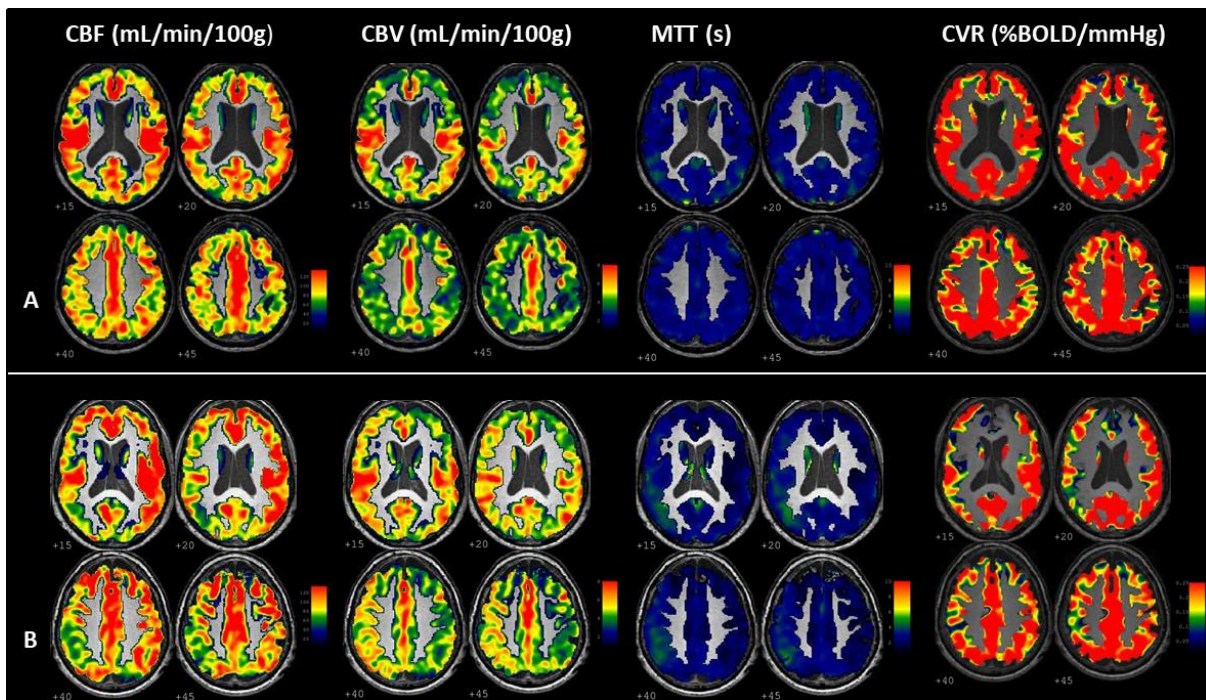 CBF (mL/min/100g) CBV (mL/min/100g) MTT (s) CVR (%BOLD/mmHg)
+15 +20 +15 +20 +15 +20 +15 +20
A
+40 +45 +40 +45 +40 +45 +40 +45
+15 +20 +15 +20 +15 +20 +15 +20
B
+40 +45 +40 +45 +40 +45 +40 +45